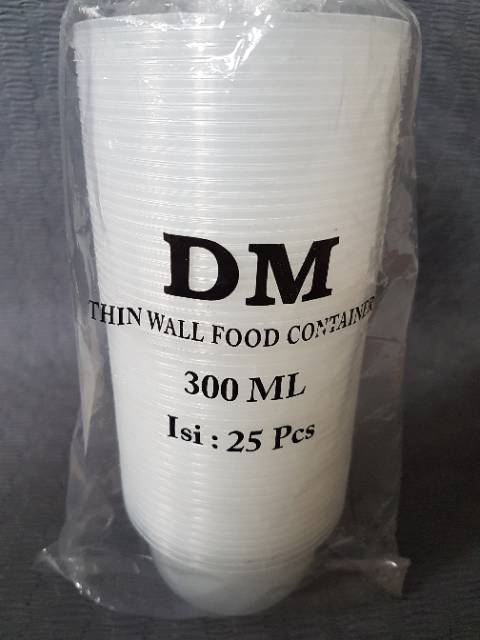 DM
THIN WALL FOOD CONTAINER
300 ML
Isi : 25 Pcs